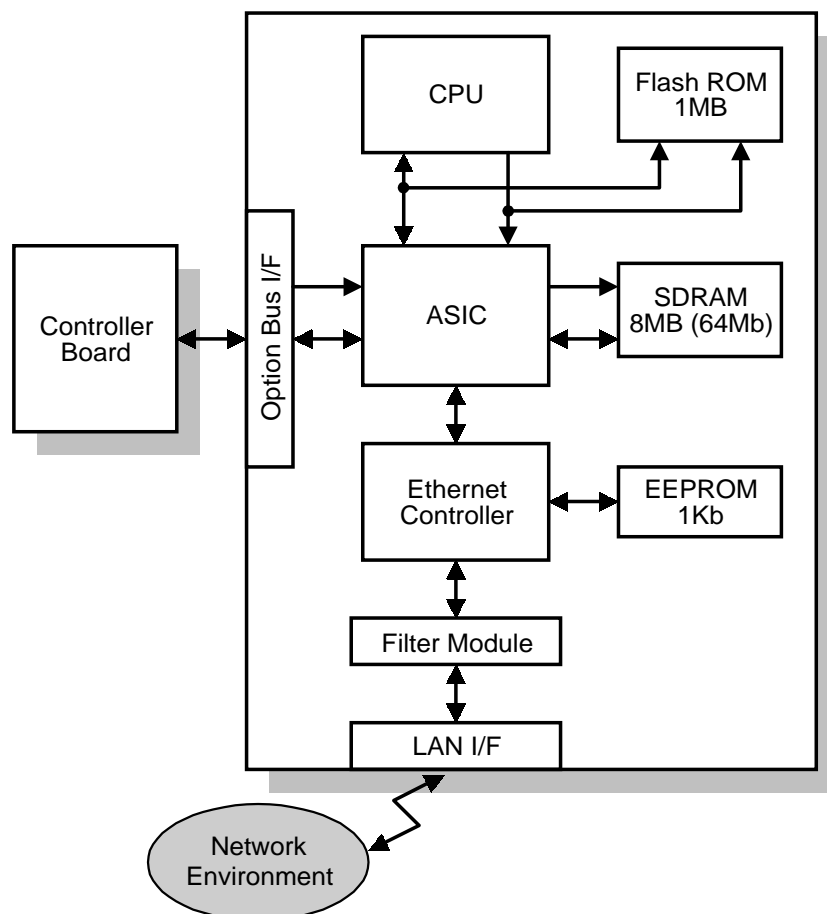 CPU
Flash ROM
1MB
Controller
Board
Option Bus I/F
ASIC
SDRAM
8MB (64Mb)
Ethernet
Controller
EEPROM
1Kb
Filter Module
LAN I/F
Network
Environment